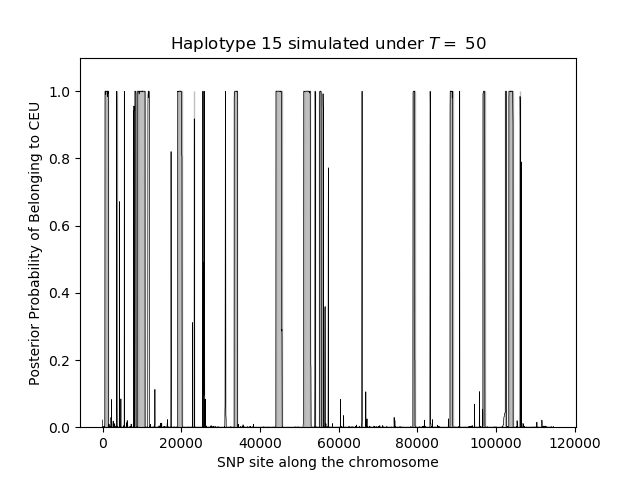 Haplotype 15 simulated under T = 50
Posterior Probability of Belonging to CEU
1.0
0.8
0.6
0.4
0.2
0.0
0 20000 40000 60000 80000 100000 120000
SNP site along the chromosome